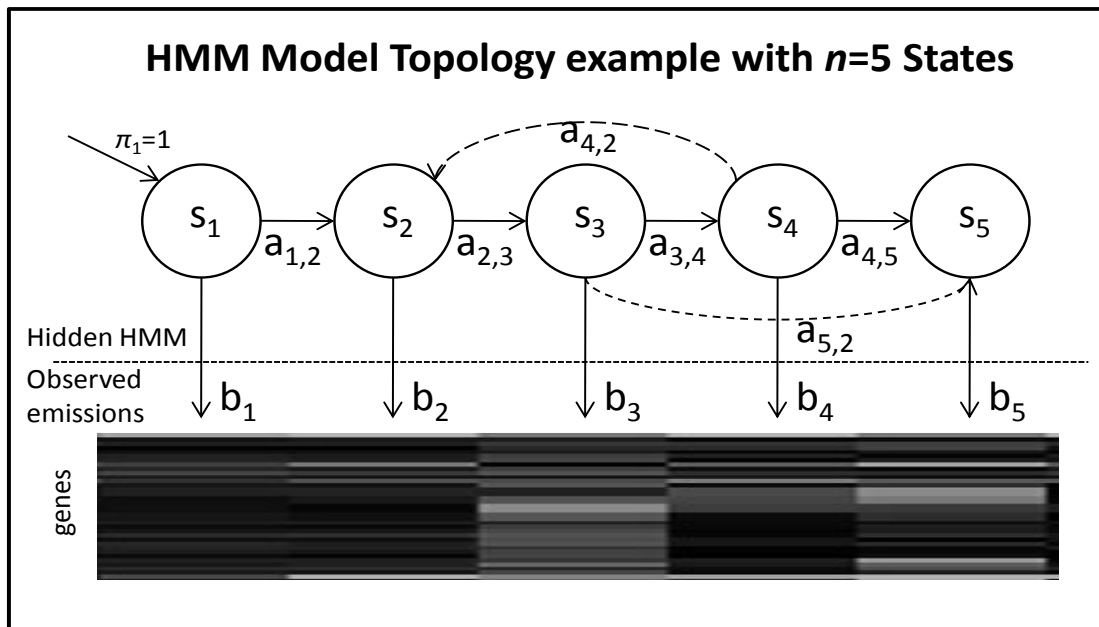 HMM Model Topology example with n=5 States
π₁=1
a₄,₂
s₁ s₂ s₃ s₄ s₅
a₁,₂ a₂,₃ a₃,₄ a₄,₅
a₅,₂
Hidden HMM
Observed
emissions
b₁ b₂ b₃ b₄ b₅
genes